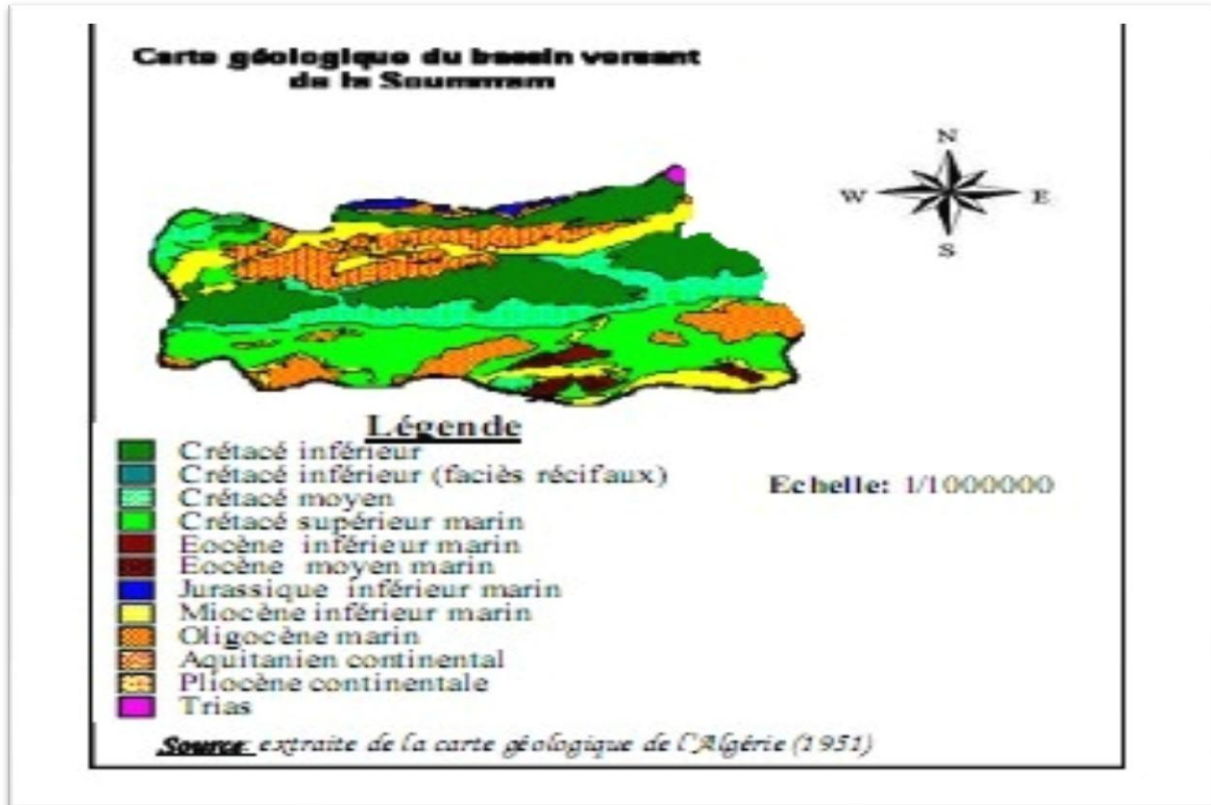 Carte géologique du bassin versant
de la Soummam
N
W E
S
Légende
Crétacé inférieur
Crétacé inférieur (faciès récifaux)
Crétacé moyen
Crétacé supérieur marin
Eocène inférieur marin
Eocène moyen marin
Jurassique inférieur marin
Miocène inférieur marin
Oligocène marin
Aquitanien continental
Pliocène continentale
Trias
Echelle: 1/1000000
Source: extraite de la carte géologique de l'Algérie (1951)